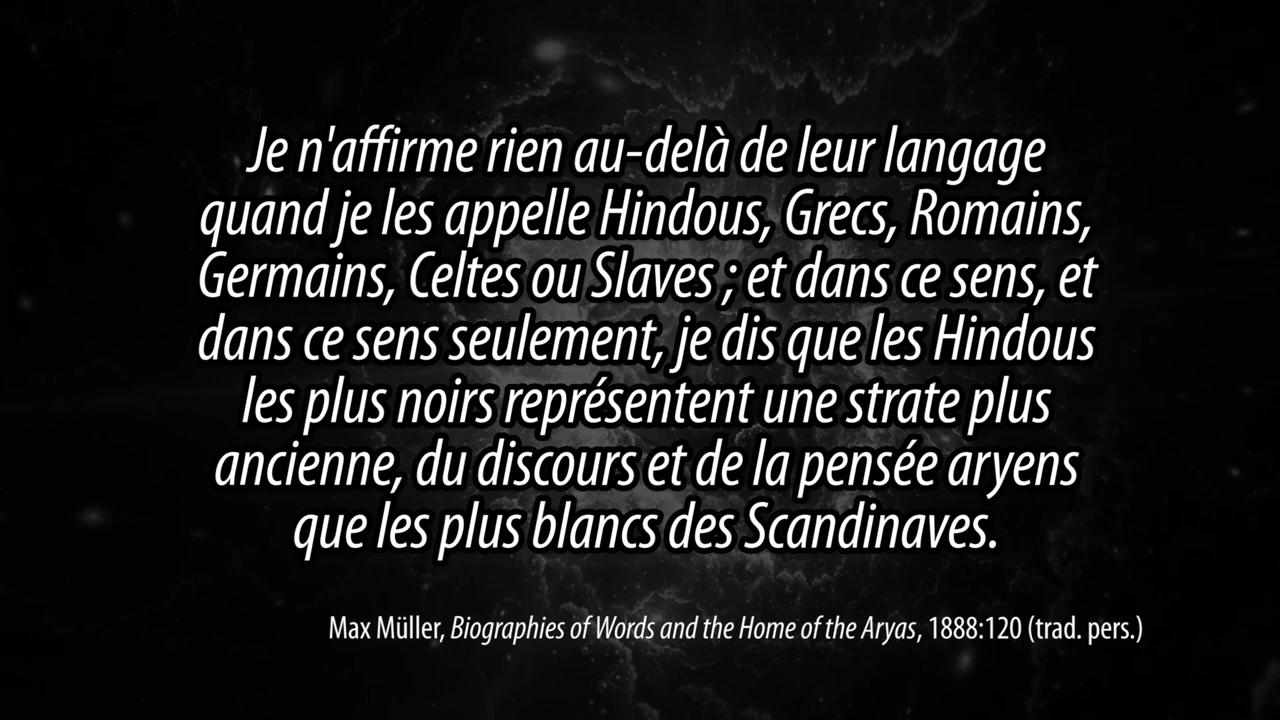 Je n'affirme rien au-delà de leur langage
quand je les appelle Hindous, Grecs, Romains,
Germains, Celtes ou Slaves ; et dans ce sens, et
dans ce sens seulement, je dis que les Hindous
les plus noirs représentent une strate plus
ancienne, du discours et de la pensée aryens
que les plus blancs des Scandinaves.
Max Müller, Biographies of Words and the Home of the Aryas, 1888:120 (trad. pers.)